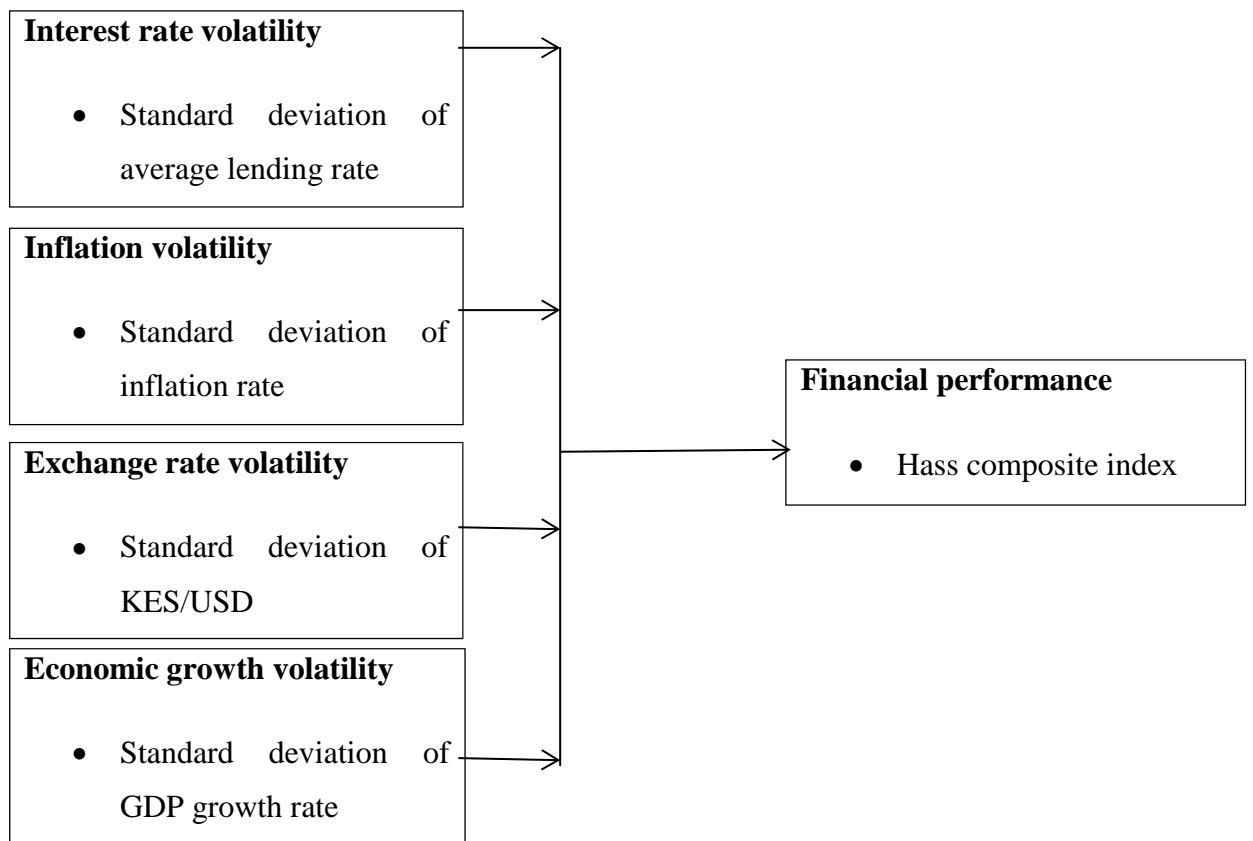 Interest rate volatility
• Standard deviation of
average lending rate
Inflation volatility
• Standard deviation of
inflation rate
Exchange rate volatility
• Standard deviation of
KES/USD
Economic growth volatility
• Standard deviation of
GDP growth rate
Financial performance
• Hass composite index